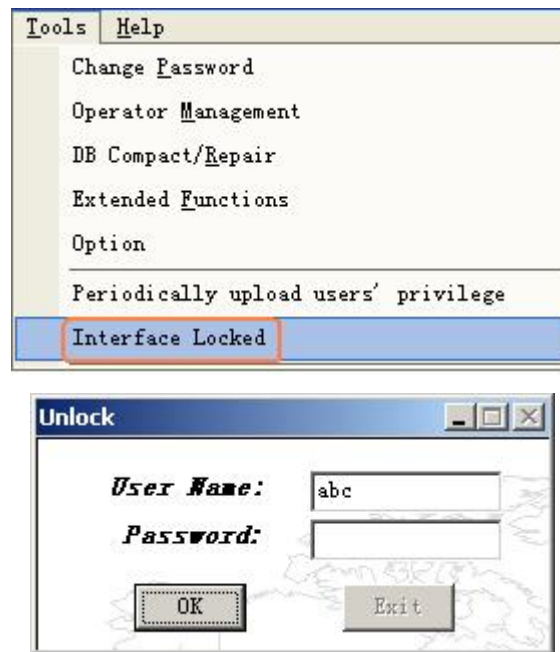 Tools Help
Change Password
Operator Management
DB Compact/Repair
Extended Functions
Option
Periodically upload users' privilege
Interface Locked
Unlock
User Name: abc
Password:
OK Exit